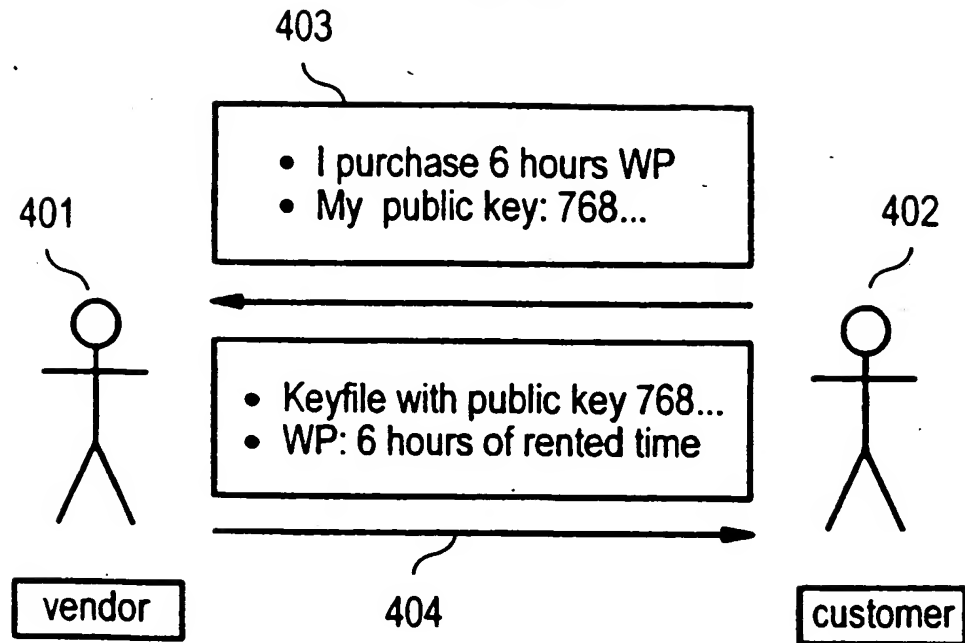 403
• I purchase 6 hours WP
• My public key: 768...
401
402
• Keyfile with public key 768...
• WP: 6 hours of rented time
vendor
404
customer